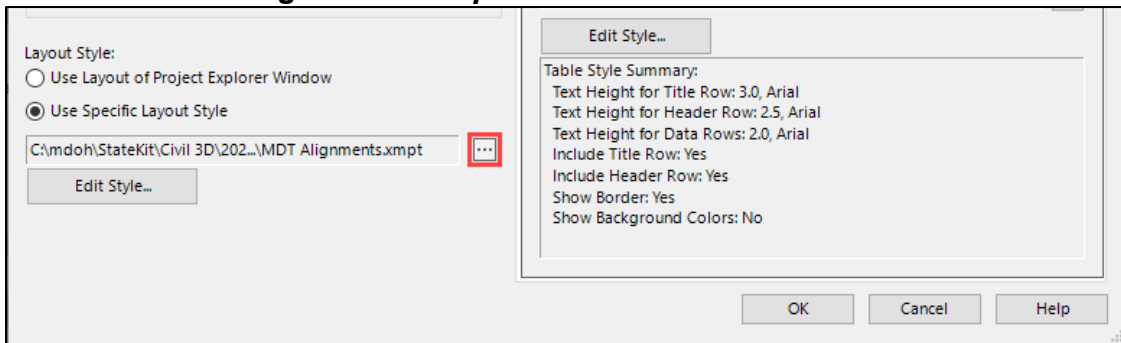 Layout Style:
Use Layout of Project Explorer Window
Use Specific Layout Style
C:\mdoh\StateKit\Civil 3D\202...\MDT Alignments.xmpt
...
Edit Style...
Edit Style...
Table Style Summary:
Text Height for Title Row: 3.0, Arial
Text Height for Header Row: 2.5, Arial
Text Height for Data Rows: 2.0, Arial
Include Title Row: Yes
Include Header Row: Yes
Show Border: Yes
Show Background Colors: No
OK Cancel Help